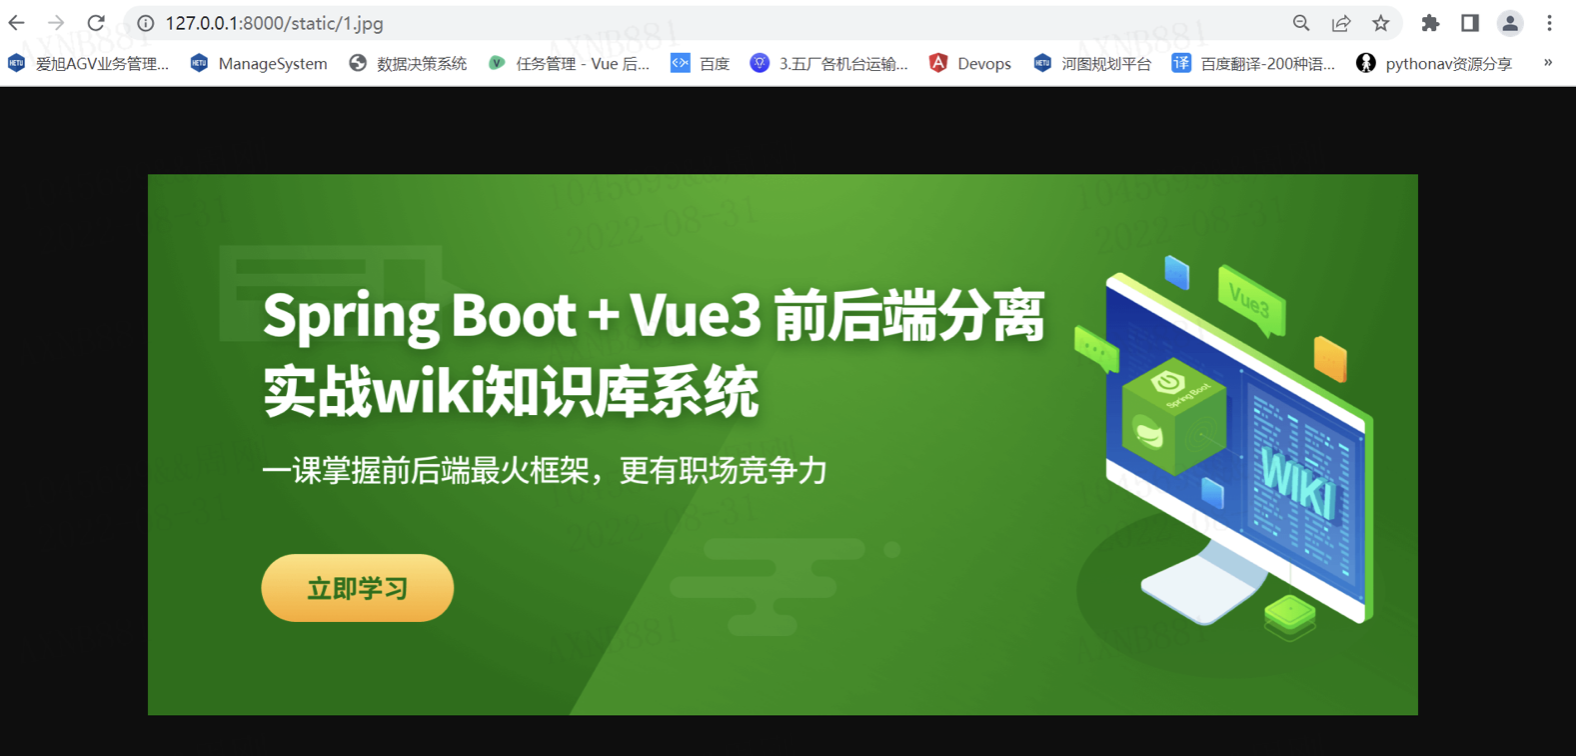 127.0.0.1:8000/static/1.jpg
爱旭AGV业务管理... ManageSystem 数据决策系统 任务管理 - Vue 后... 百度 3.五厂各机台运输... Devops 河图规划平台 百度翻译-200种语... pythonav资源分享 »
Spring Boot + Vue3 前后端分离
实战wiki知识库系统
一课掌握前后端最火框架，更有职场竞争力
立即学习
Vue3
Spring Boot
WIKI
AXNB881
2022-08-31